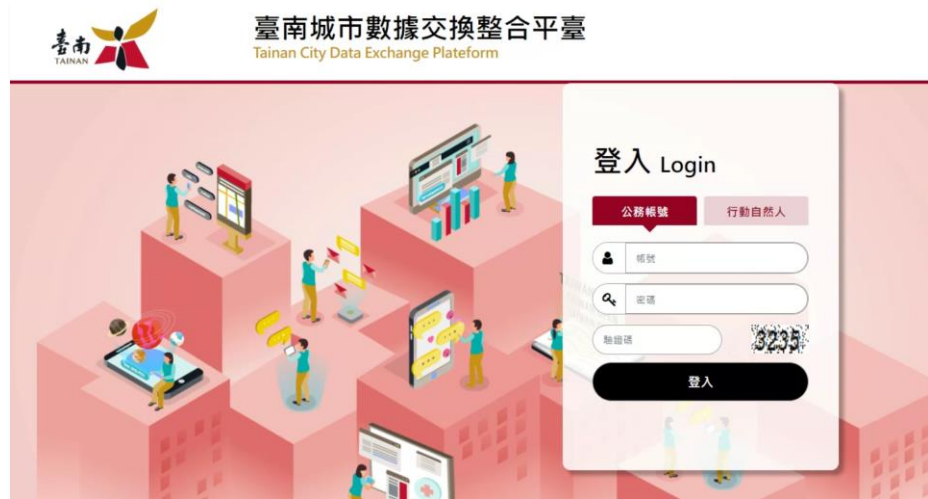 臺南
TAINAN
臺南城市數據交換整合平臺
Tainan City Data Exchange Plateform
登入 Login
公務帳號
行動自然人
帳號
密碼
驗證碼
3235
登入